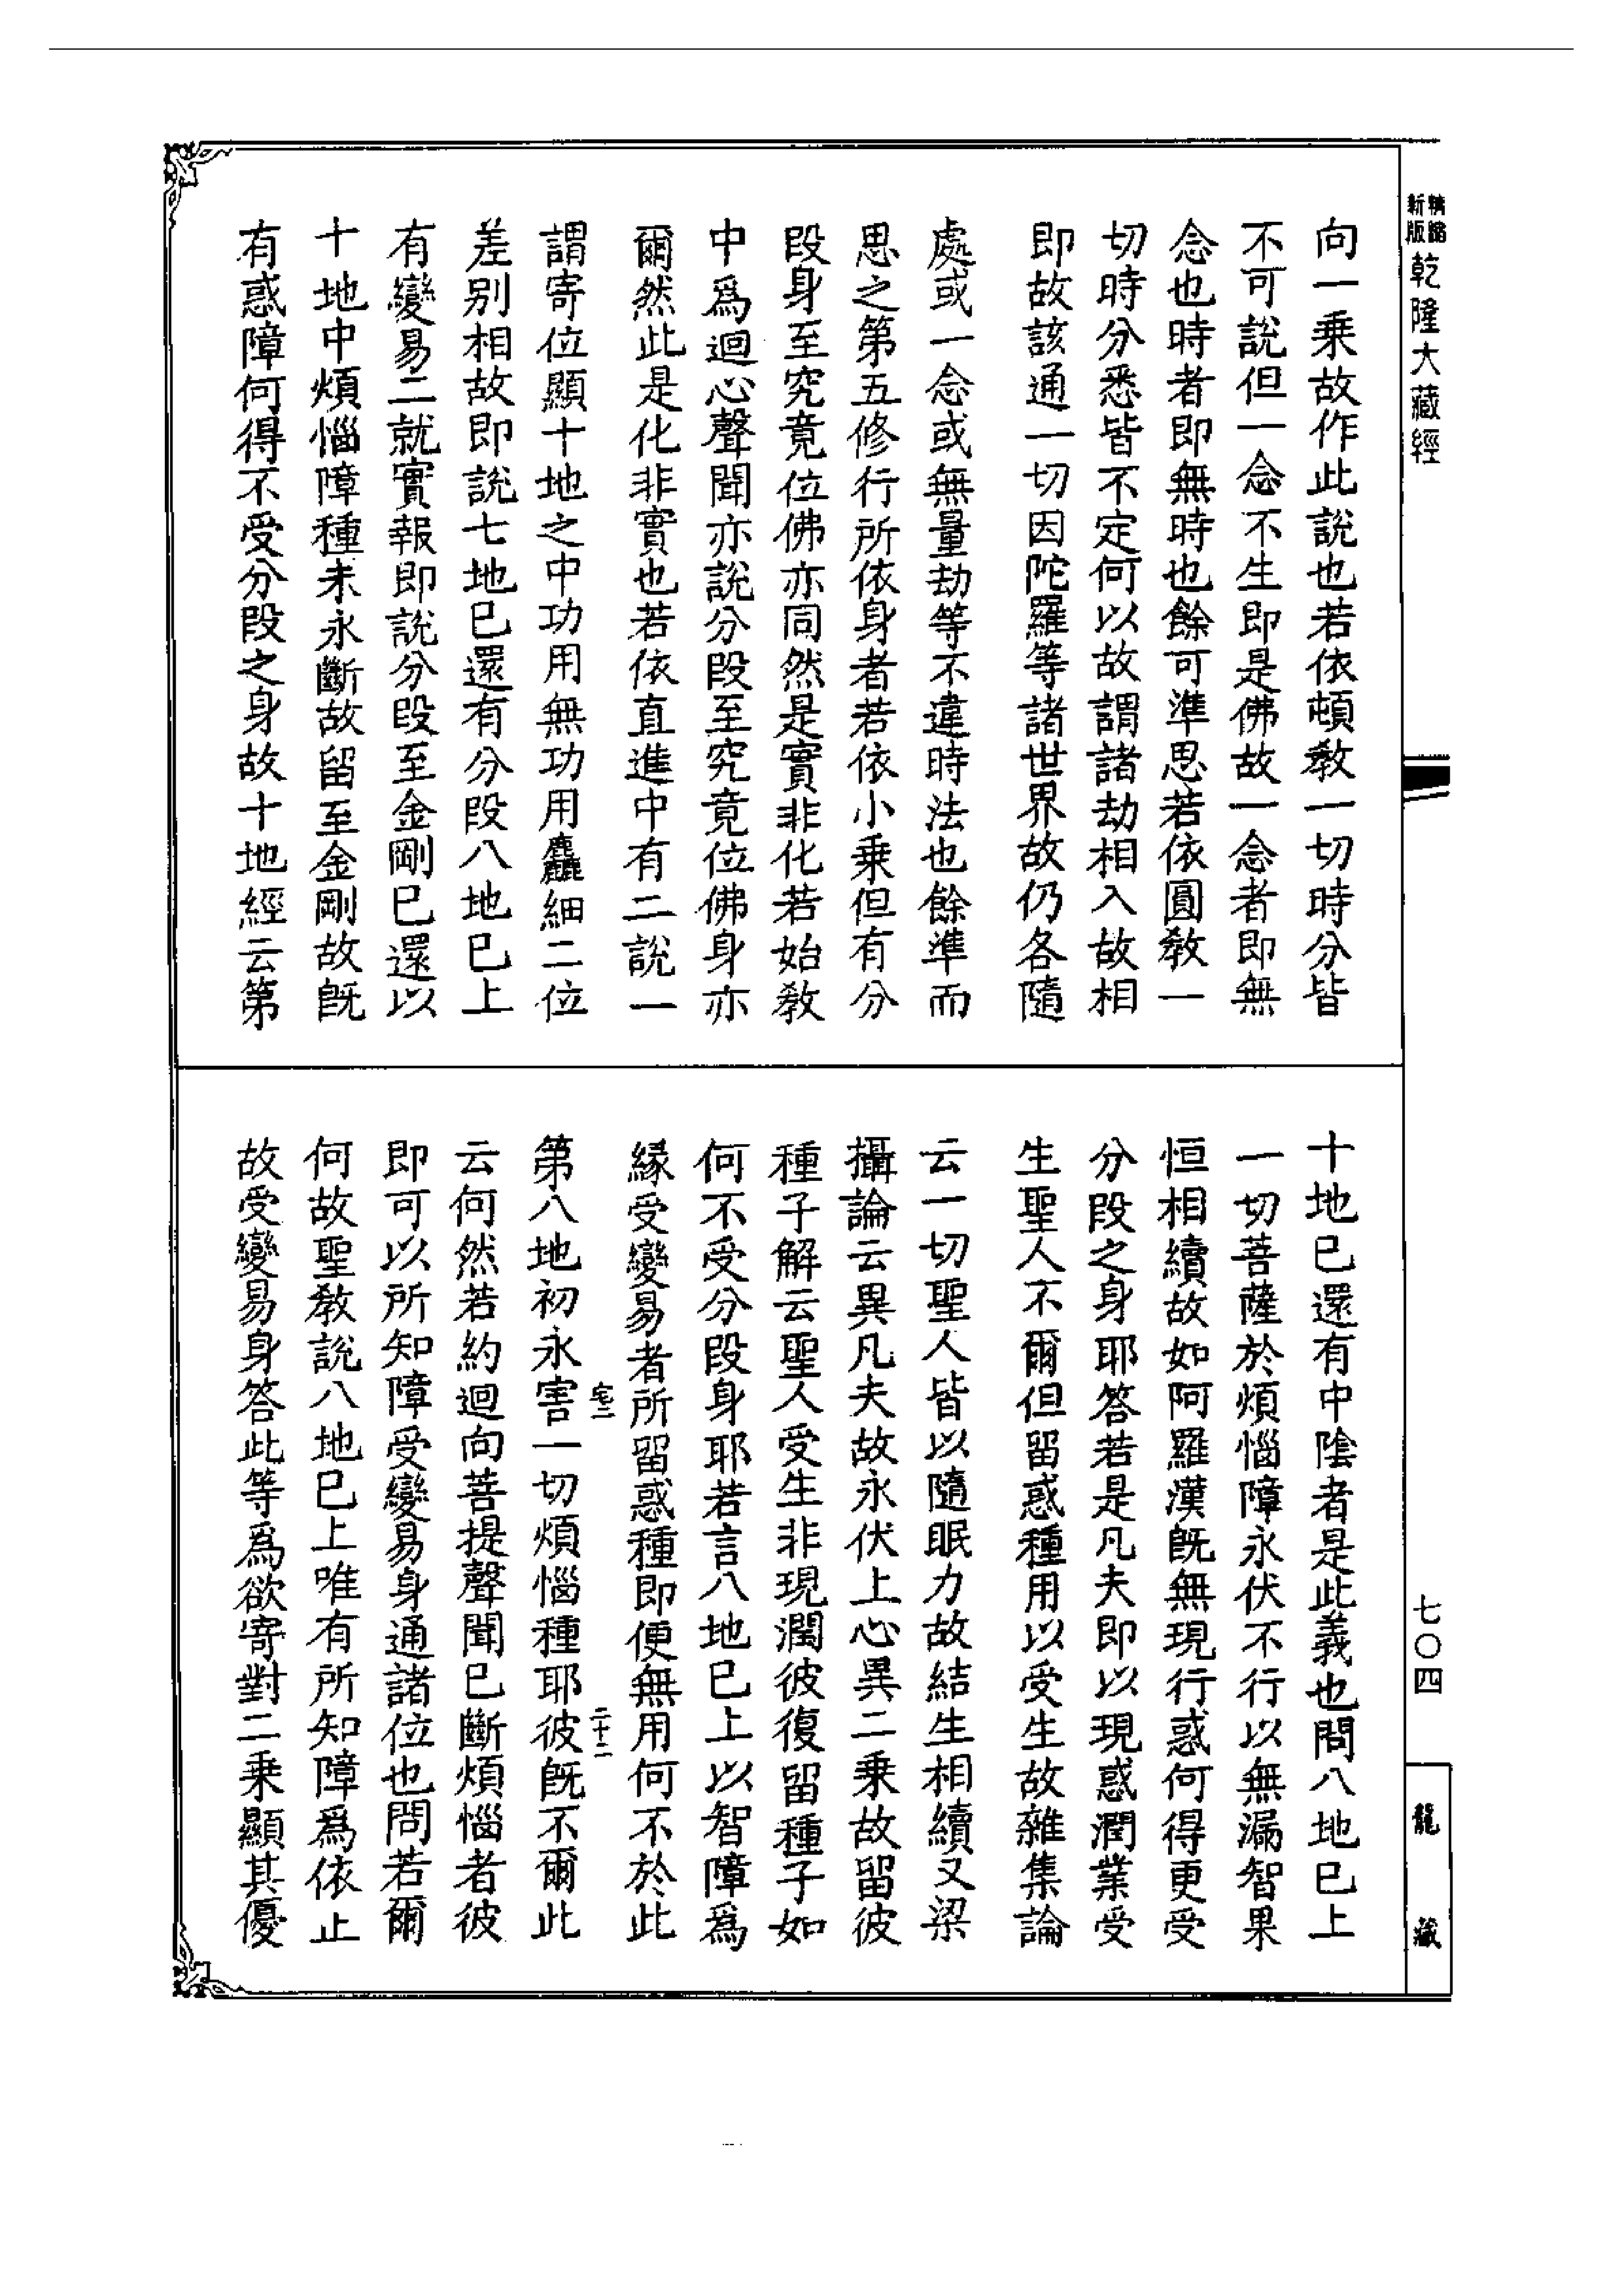 精縮
新版
乾隆大藏經
七〇四
龍藏
向一乗故作此說也若依頓教一切時分皆
不可說但一念不生即是佛故一念者即無
念也時者即無時也餘可準思若依圓教一
切時分悉皆不定何以故謂諸劫相入故相
即故該通一切因陀羅等諸世界故仍各隨
處或一念或無量劫等不違時法也餘準而
思之第五修行所依身者若依小乗但有分
段身至究竟位佛亦同然是實非化若始教
中爲迴心聲聞亦說分段至究竟位佛身亦
爾然此是化非實也若依直進中有二說一
謂寄位顯十地之中功用無功用麤細二位
差别相故即說七地巳還有分段八地巳上
有變易二就實報即說分段至金剛巳還以
十地中煩惱障種未永斷故留至金剛故旣
有惑障何得不受分段之身故十地經云第
十地巳還有中陰者是此義也問八地巳上
一切菩薩於煩惱障永伏不行以無漏智果
恒相續故如阿羅漢旣無現行惑何得更受
分段之身耶答若是凡夫即以現惑潤業受
生聖人不爾但留惑種用以受生故雜集論
云一切聖人皆以隨眠力故結生相續又梁
攝論云異凡夫故永伏上心異二乗故留彼
種子解云聖人受生非現潤彼復留種子如
何不受分段身耶若言八地巳上以智障爲
縁受變易者所留惑種即便無用何不於此
宅三
二十二
第八地初永害一切煩惱種耶彼旣不爾此
云何然若約迴向菩提聲聞巳斷煩惱者彼
即可以所知障受變易身通諸位也問若爾
何故聖教說八地巳上唯有所知障爲依止
故受變易身答此等爲欲寄對二乗顯其優